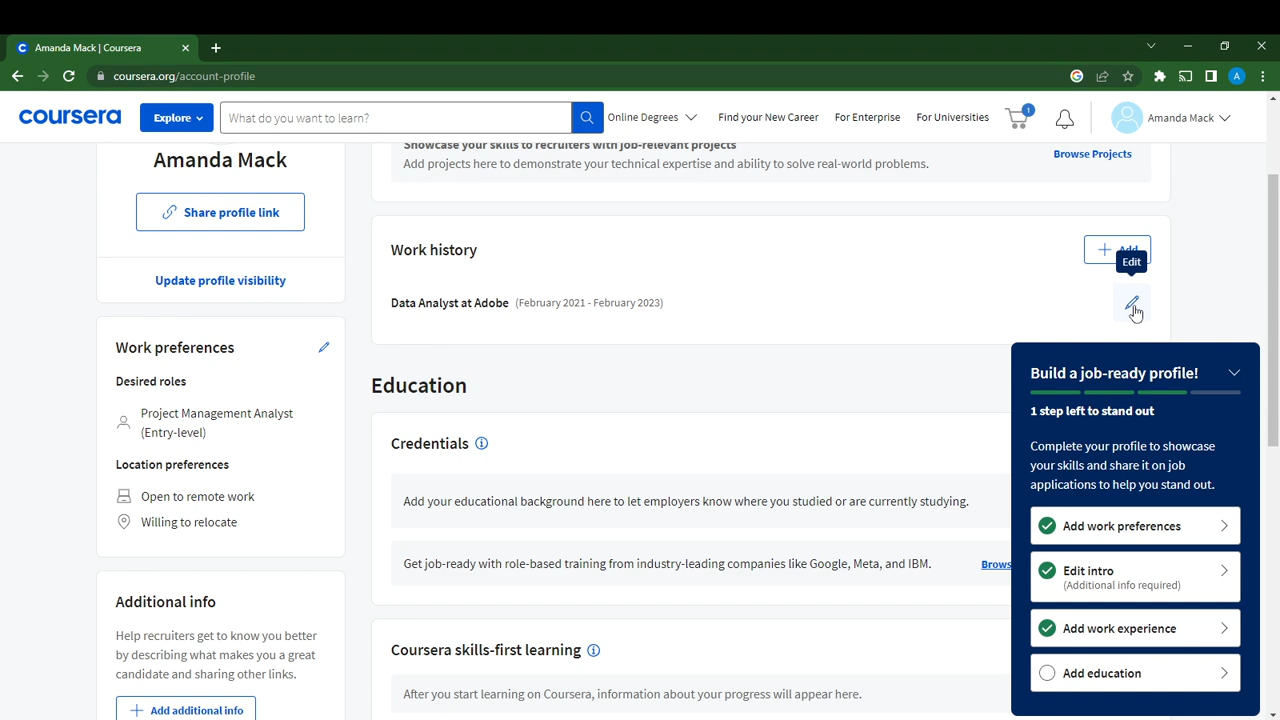 Amanda Mack | Coursera
coursera.org/account-profile
A
coursera
Explore
What do you want to learn?
Online Degrees
Find your New Career
For Enterprise
For Universities
1
Amanda Mack
Amanda Mack
Share profile link
Update profile visibility
Showcase your skills to recruiters with job-relevant projects
Add projects here to demonstrate your technical expertise and ability to solve real-world problems.
Browse Projects
Work history
Add
Edit
Data Analyst at Adobe (February 2021 - February 2023)
Work preferences
Desired roles
Project Management Analyst
(Entry-level)
Location preferences
Open to remote work
Willing to relocate
Additional info
Help recruiters get to know you better
by describing what makes you a great
candidate and sharing other links.
Add additional info
Education
Credentials
Add your educational background here to let employers know where you studied or are currently studying.
Get job-ready with role-based training from industry-leading companies like Google, Meta, and IBM.
Brows
Coursera skills-first learning
After you start learning on Coursera, information about your progress will appear here.
Build a job-ready profile!
1 step left to stand out
Complete your profile to showcase
your skills and share it on job
applications to help you stand out.
Add work preferences
Edit intro
(Additional info required)
Add work experience
Add education